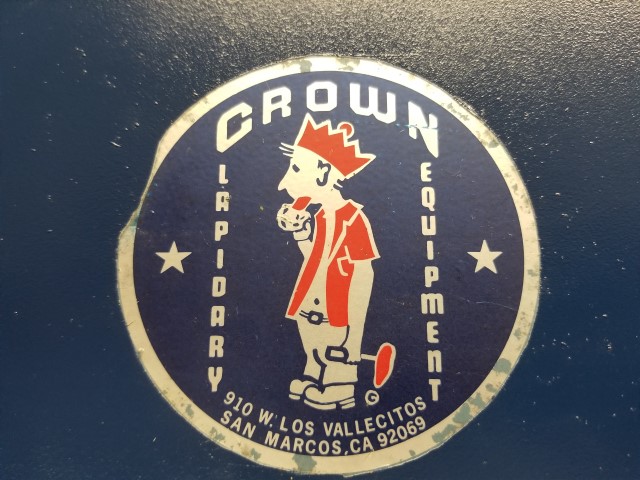 CROWN
LAPIDARY
EQUIPMENT
910 W. LOS VALLECITOS
SAN MARCOS, CA 92069